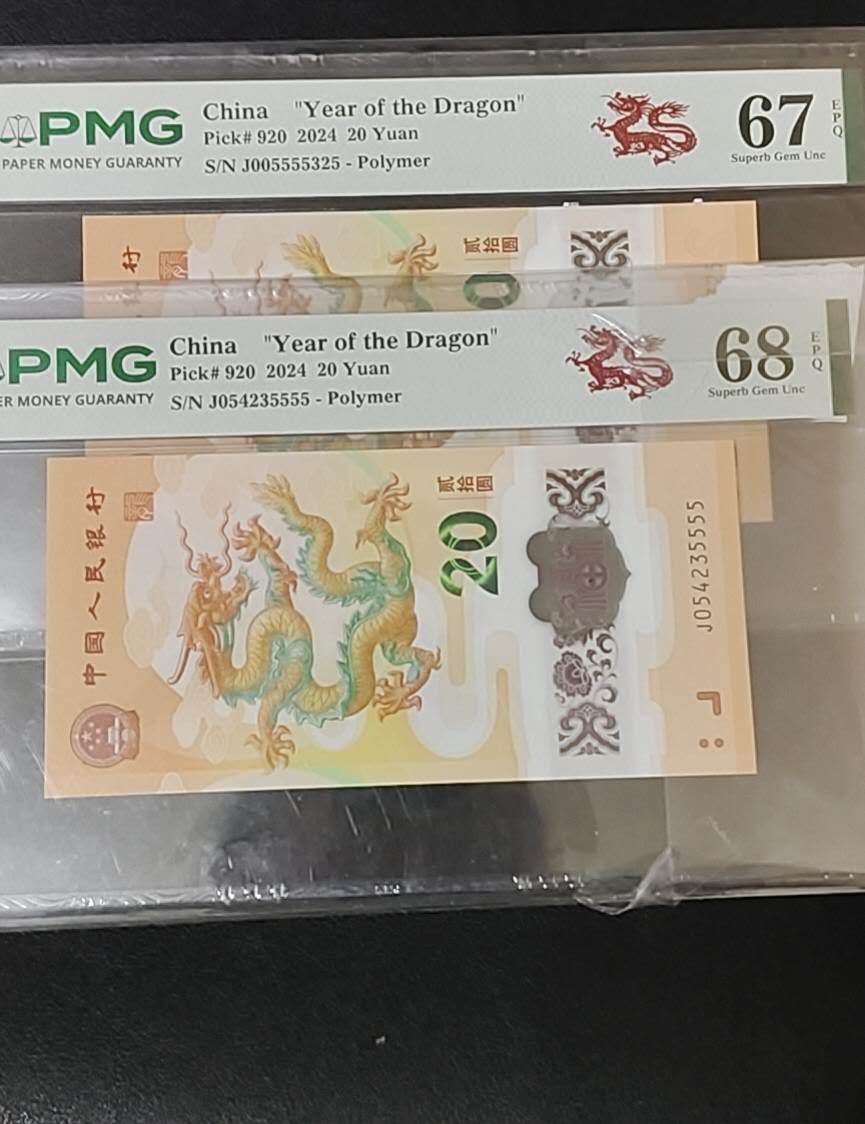 PMG
PAPER MONEY GUARANTY
China "Year of the Dragon"
Pick# 920 2024 20 Yuan
S/N J005555325 - Polymer
67
EPQ
Superb Gem Unc
行
贰拾圆
0
PMG
ER MONEY GUARANTY
China "Year of the Dragon"
Pick# 920 2024 20 Yuan
S/N J054235555 - Polymer
68
EPQ
Superb Gem Unc
中国人民银行
贰拾圆
20
J054235555